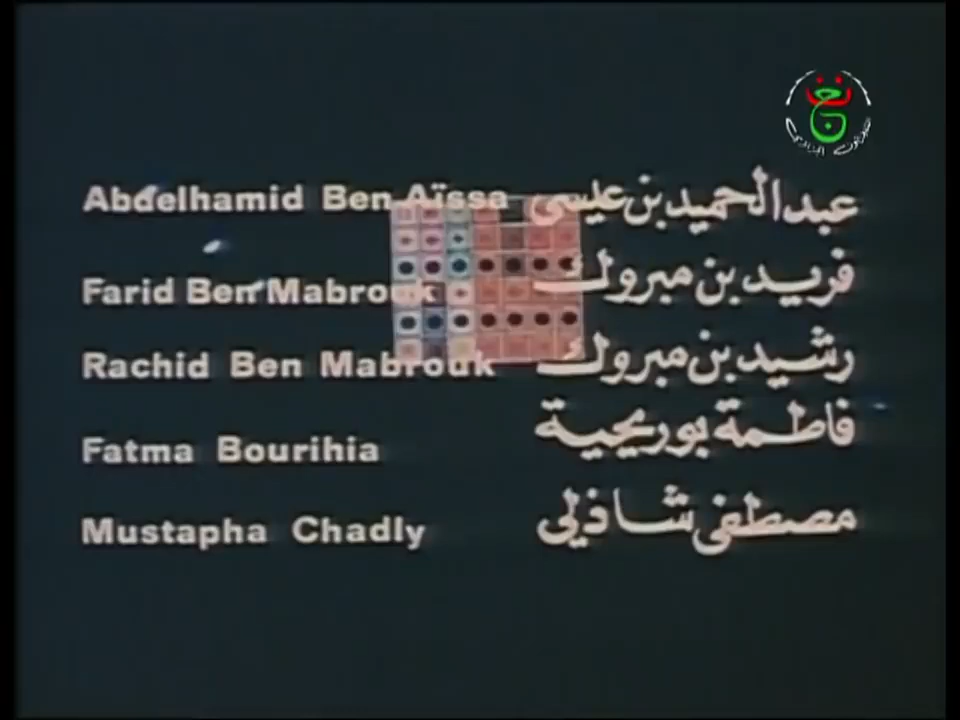 Abdelhamid Ben Aïssa عبد الحميد بن عيسى
Farid Ben Mabrouk فريد بن مبروك
Rachid Ben Mabrouk رشيد بن مبروك
Fatma Bourihia فاطمة بوريحية
Mustapha Chadly مصطفى شاذلي